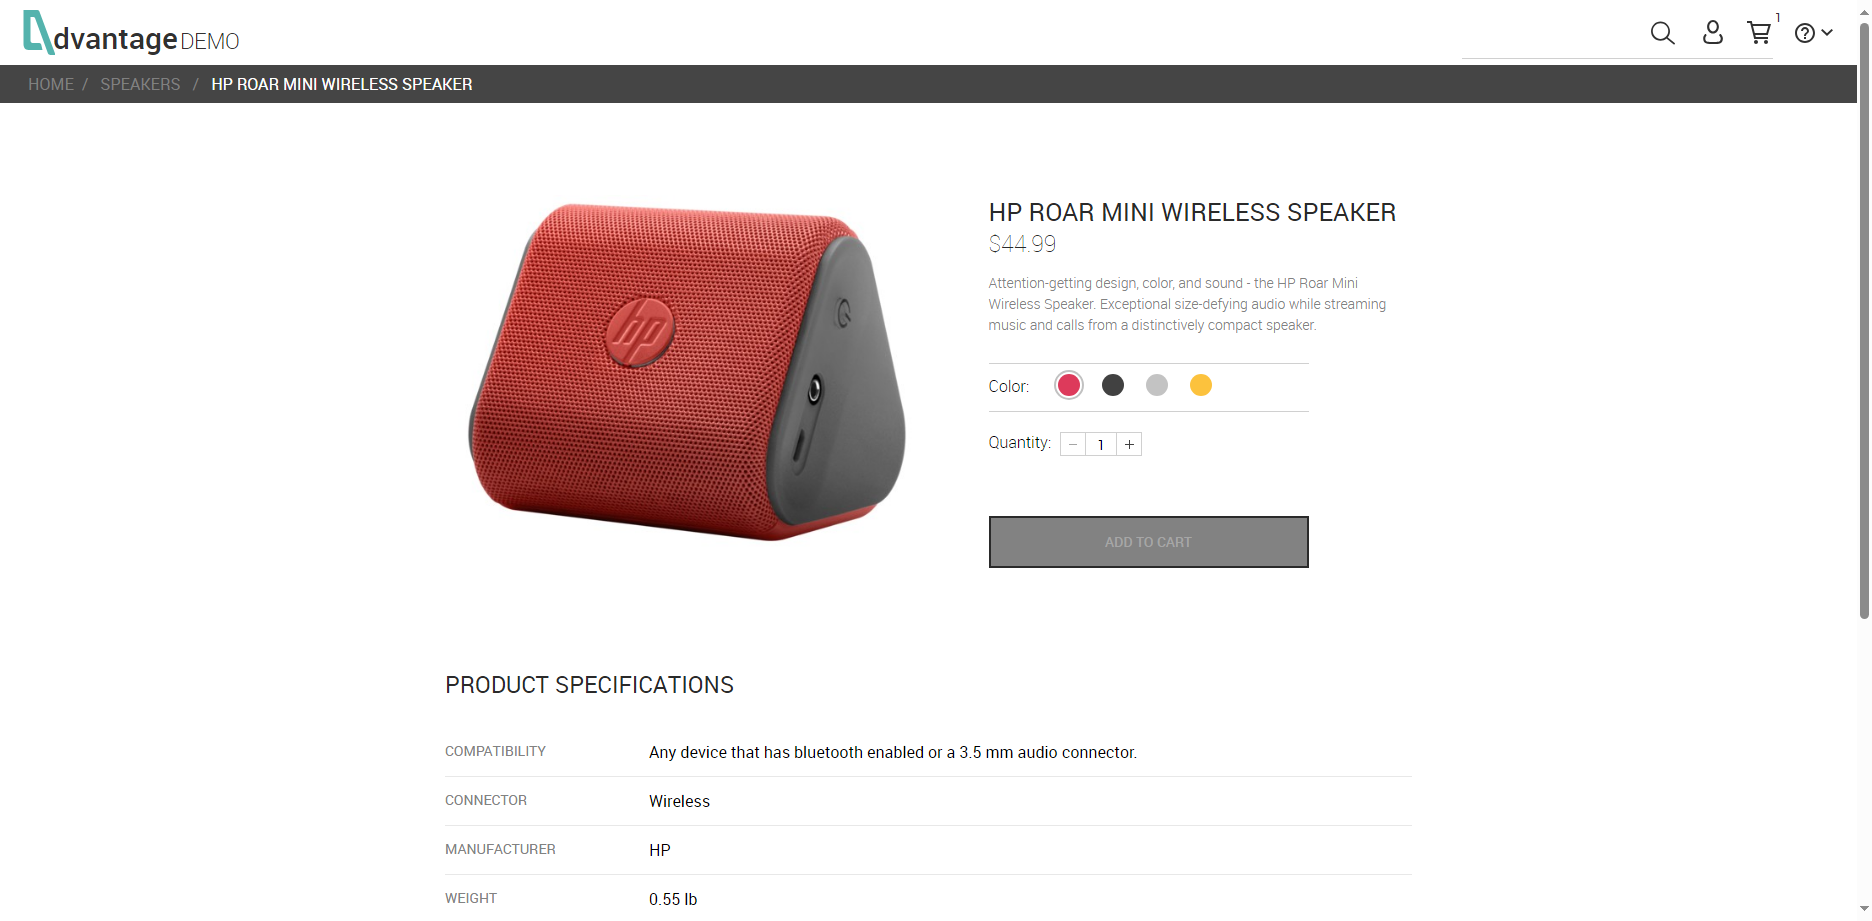 dvantage DEMO
1
HOME / SPEAKERS / HP ROAR MINI WIRELESS SPEAKER
hp
HP ROAR MINI WIRELESS SPEAKER
$44.99
Attention-getting design, color, and sound - the HP Roar Mini
Wireless Speaker. Exceptional size-defying audio while streaming
music and calls from a distinctively compact speaker.
Color:
Quantity: − 1 +
ADD TO CART
PRODUCT SPECIFICATIONS
COMPATIBILITY Any device that has bluetooth enabled or a 3.5 mm audio connector.
CONNECTOR Wireless
MANUFACTURER HP
WEIGHT 0.55 lb